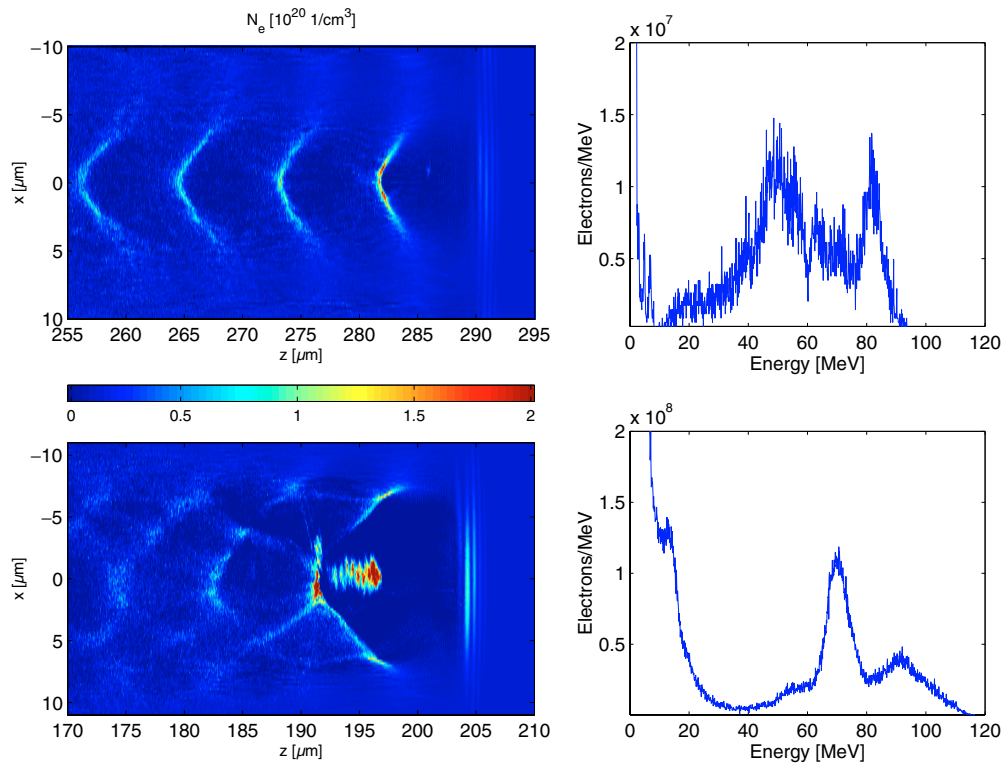 N_e [10^20 1/cm^3]
−10
−5
0
5
10
x [µm]
255 260 265 270 275 280 285 290 295
z [µm]
x 10^7
2
1.5
1
0.5
Electrons/MeV
0 20 40 60 80 100 120
Energy [MeV]
0 0.5 1 1.5 2
−10
−5
0
5
10
x [µm]
170 175 180 185 190 195 200 205 210
z [µm]
x 10^8
2
1.5
1
0.5
Electrons/MeV
0 20 40 60 80 100 120
Energy [MeV]